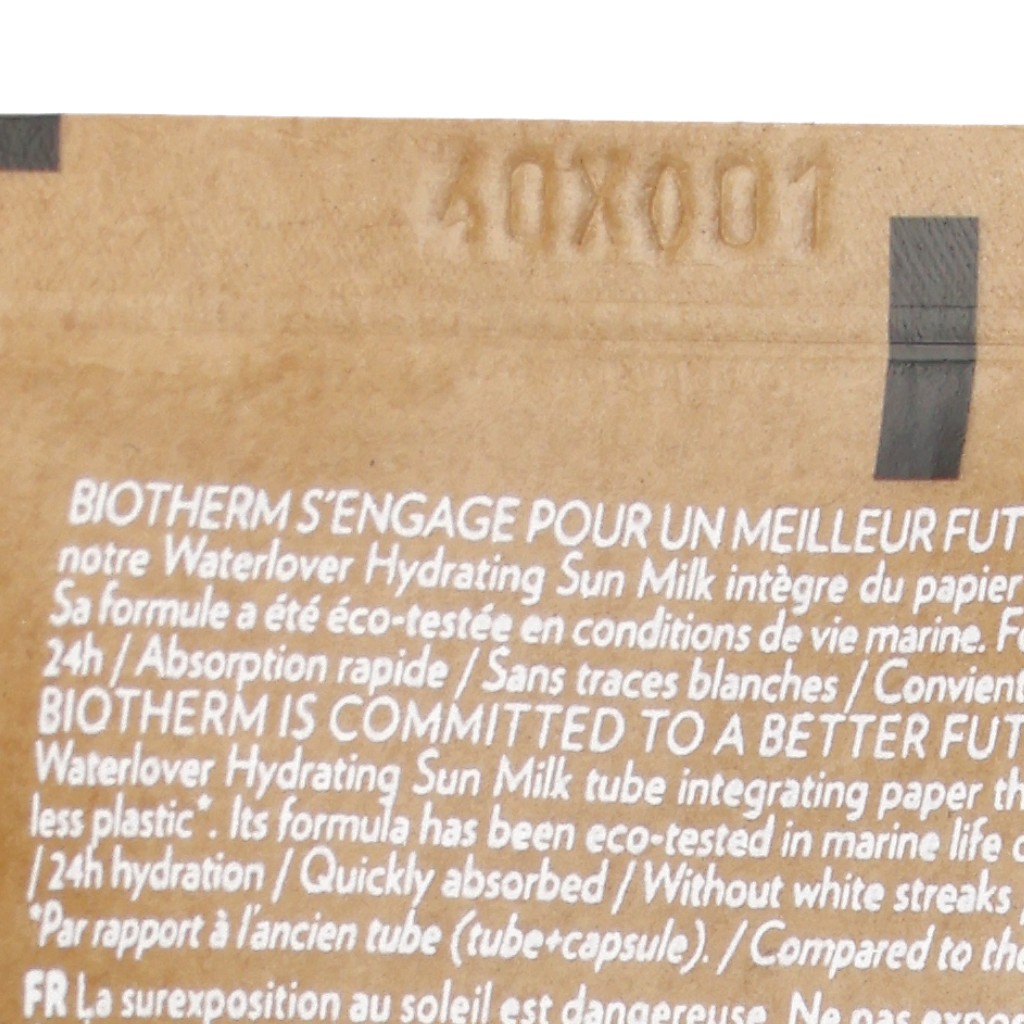 40X001
BIOTHERM S'ENGAGE POUR UN MEILLEUR FUT
notre Waterlover Hydrating Sun Milk intègre du papier
Sa formule a été éco-testée en conditions de vie marine.
24h / Absorption rapide / Sans traces blanches / Convient
BIOTHERM IS COMMITTED TO A BETTER FUT
Waterlover Hydrating Sun Milk tube integrating paper th
less plastic*. Its formula has been eco-tested in marine life
/ 24h hydration / Quickly absorbed / Without white streaks
*Par rapport à l'ancien tube (tube+capsule). / Compared to the
FR La surexposition au soleil est dangereuse. Ne pas expo